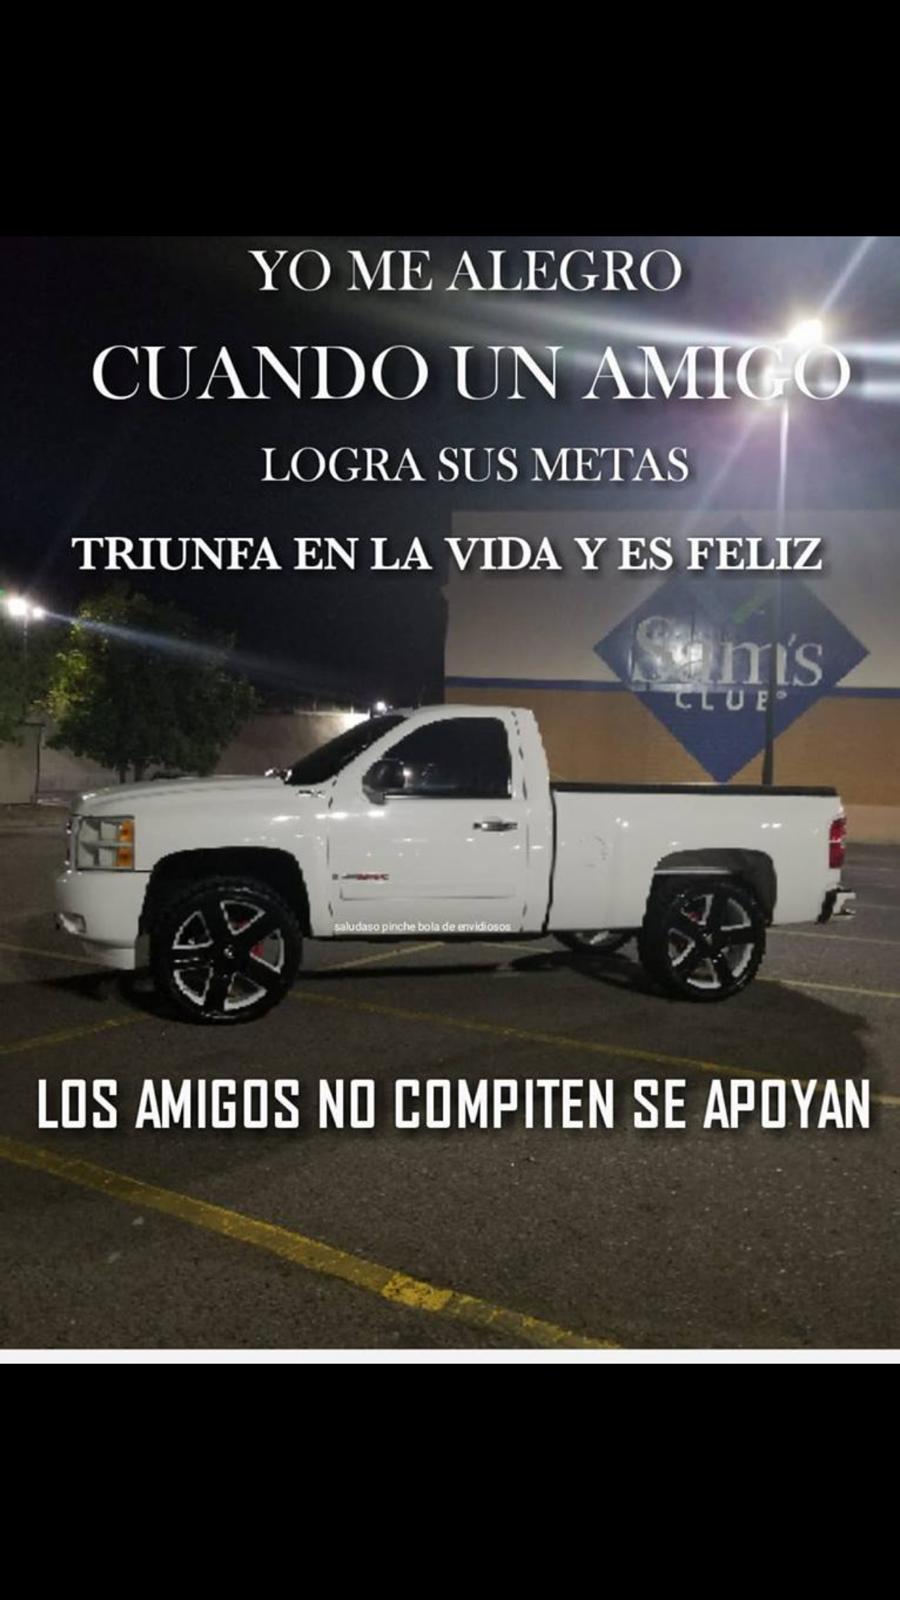 YO ME ALEGRO
CUANDO UN AMIGO
LOGRA SUS METAS
TRIUNFA EN LA VIDA Y ES FELIZ
Sam's
CLUB
saludaso pinche bola de envidiosos
LOS AMIGOS NO COMPITEN SE APOYAN